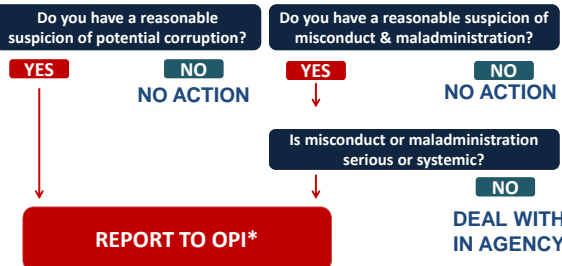 Do you have a reasonable
suspicion of potential corruption?
Do you have a reasonable suspicion of
misconduct & maladministration?
YES
NO
NO ACTION
YES
NO
NO ACTION
Is misconduct or maladministration
serious or systemic?
NO
DEAL WITH
IN AGENCY
REPORT TO OPI*